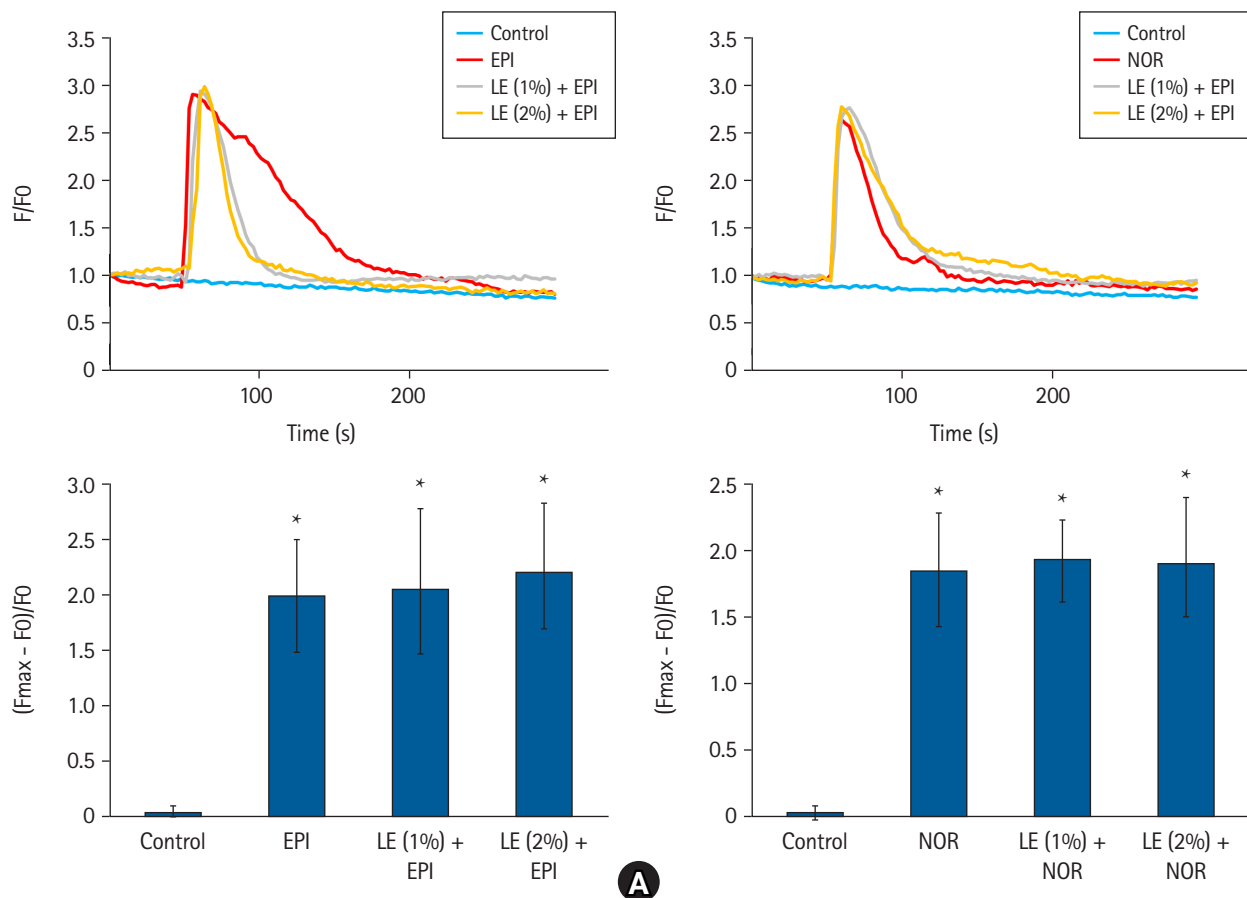 Control
EPI
LE (1%) + EPI
LE (2%) + EPI
3.5
3.0
2.5
2.0
1.5
1.0
0.5
0
F/F0
100
200
Time (s)
Control
NOR
LE (1%) + EPI
LE (2%) + EPI
3.5
3.0
2.5
2.0
1.5
1.0
0.5
0
F/F0
100
200
Time (s)
3.0
2.5
2.0
1.5
1.0
0.5
0
(Fmax – F0)/F0
*
*
*
Control
EPI
LE (1%) +
EPI
LE (2%) +
EPI
2.5
2.0
1.5
1.0
0.5
0
(Fmax – F0)/F0
*
*
*
Control
NOR
LE (1%) +
NOR
LE (2%) +
NOR
A